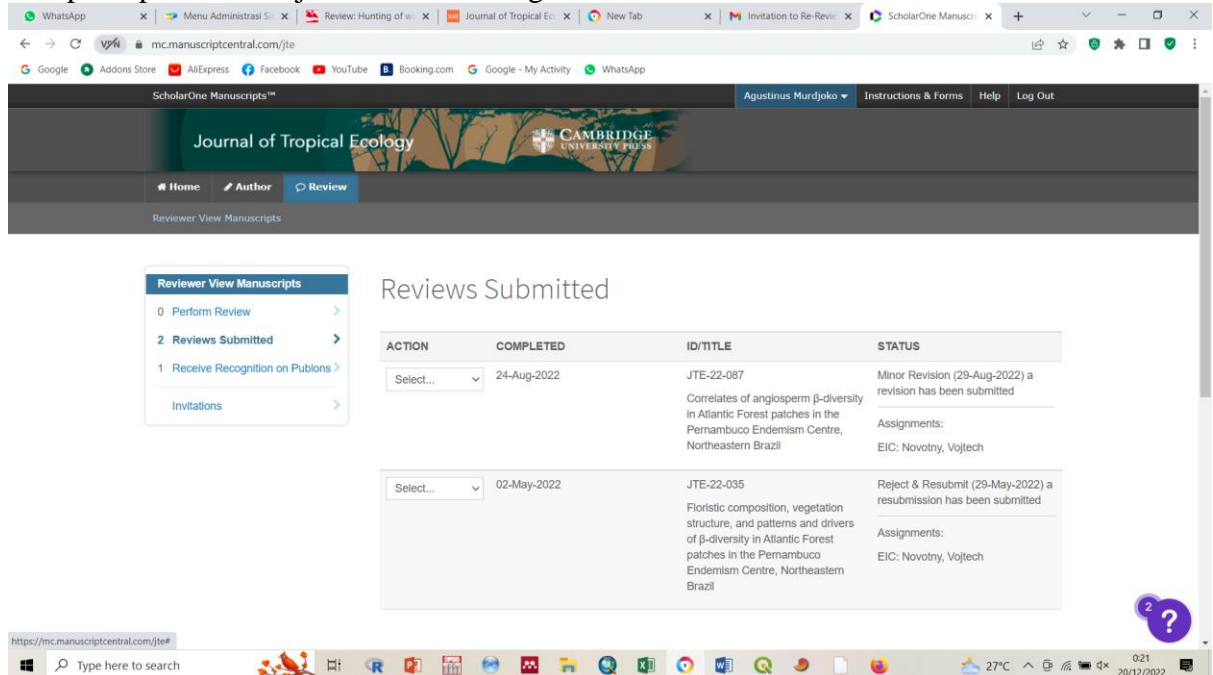 WhatsApp
Menu Administrasi Si
Review: Hunting of w
Journal of Tropical Eco
New Tab
Invitation to Re-Revie
ScholarOne Manuscri
VPN
mc.manuscriptcentral.com/jte
Google
Addons Store
AliExpress
Facebook
YouTube
Booking.com
Google - My Activity
WhatsApp
ScholarOne Manuscripts™
Agustinus Murdjoko
Instructions & Forms
Help
Log Out
Journal of Tropical Ecology
CAMBRIDGE
UNIVERSITY PRESS
Home
Author
Review
Reviewer View Manuscripts
Reviewer View Manuscripts
0 Perform Review
2 Reviews Submitted
1 Receive Recognition on Publons
Invitations
Reviews Submitted
ACTION
COMPLETED
ID/TITLE
STATUS
Select...
24-Aug-2022
JTE-22-087
Correlates of angiosperm β-diversity
in Atlantic Forest patches in the
Pernambuco Endemism Centre,
Northeastern Brazil
Minor Revision (29-Aug-2022) a
revision has been submitted
Assignments:
EIC: Novotny, Vojtech
Select...
02-May-2022
JTE-22-035
Floristic composition, vegetation
structure, and patterns and drivers
of β-diversity in Atlantic Forest
patches in the Pernambuco
Endemism Centre, Northeastern
Brazil
Reject & Resubmit (29-May-2022) a
resubmission has been submitted
Assignments:
EIC: Novotny, Vojtech
2
?
https://mc.manuscriptcentral.com/jte#
Type here to search
27°C
0:21
20/12/2022